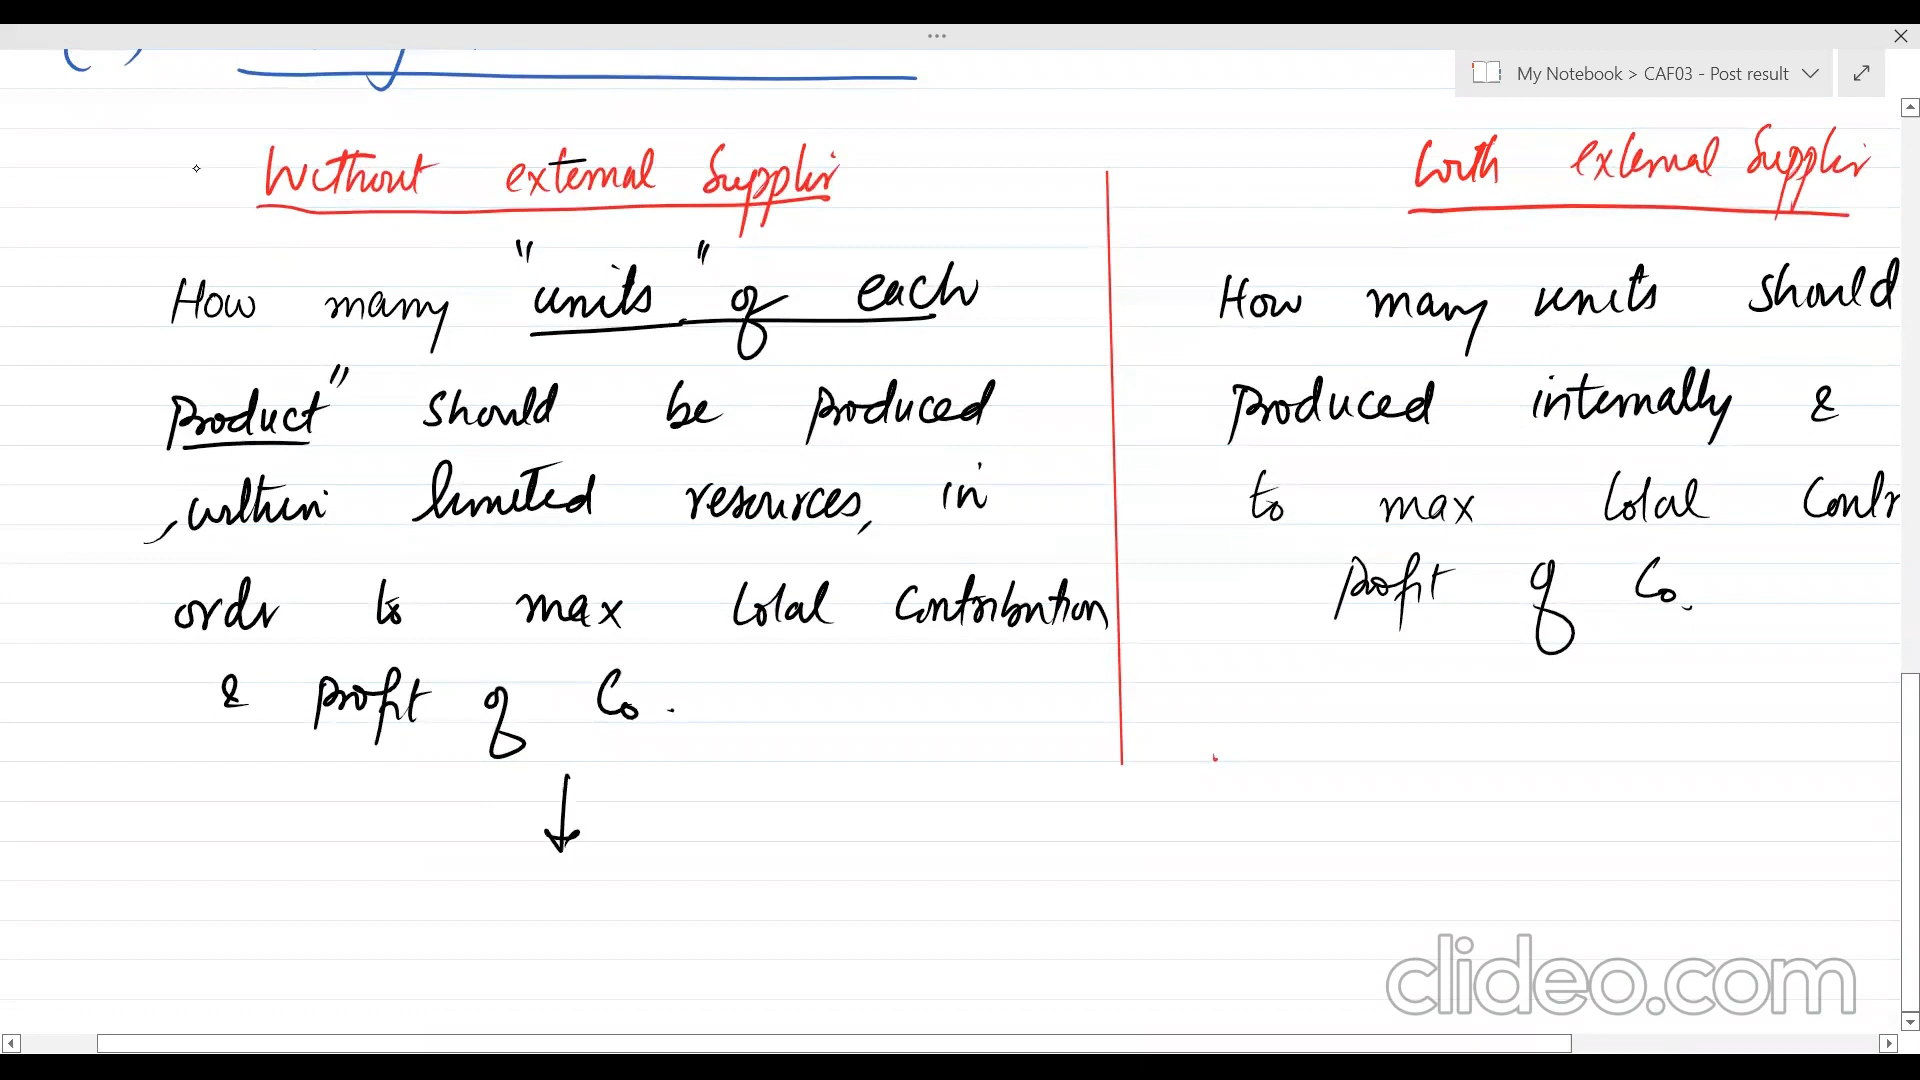 My Notebook > CAF03 - Post result
Without external Supplier
How many "units" of each
Product" should be produced
, within limited resources, in
order to max total Contribution
& profit of Co.
With external Supplier
How many units should
produced internally &
to max total Contr
profit of Co.
clideo.com